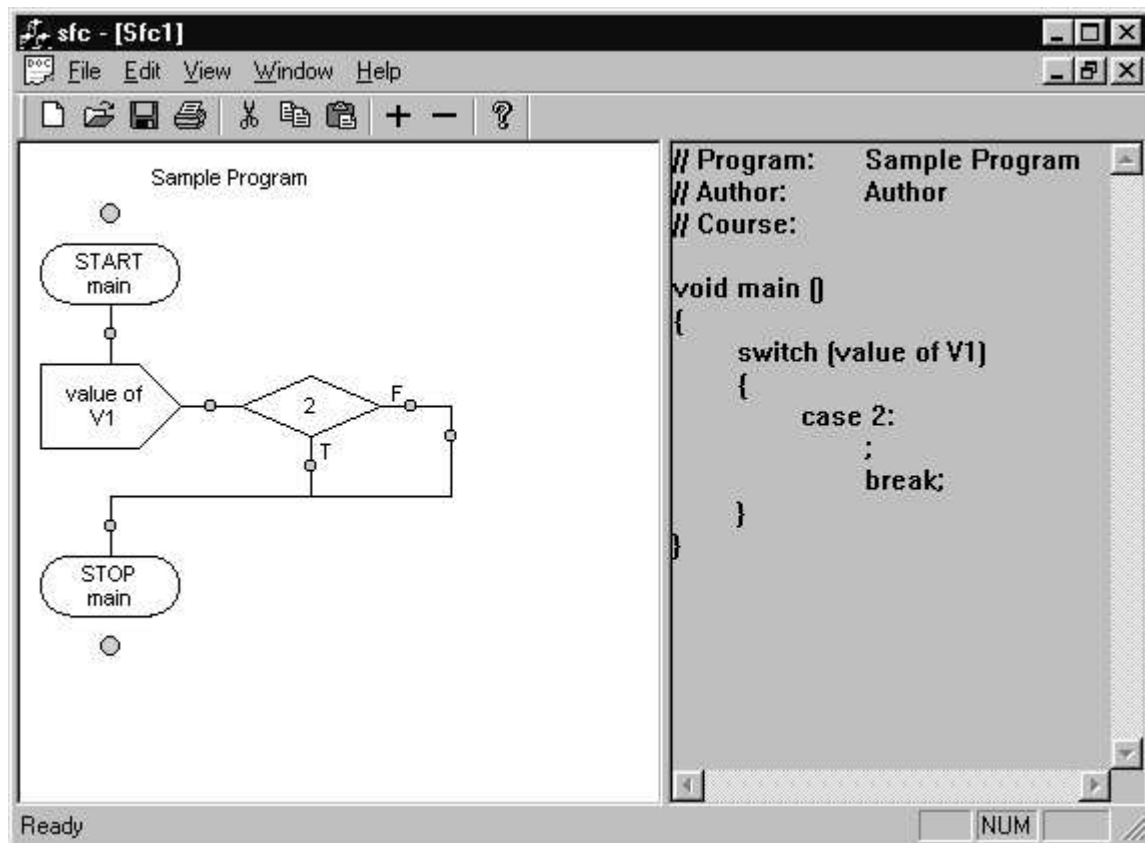 sfc - [Sfc1]
File Edit View Window Help
Sample Program
START
main
value of
V1
2
F
T
STOP
main
// Program: Sample Program
// Author: Author
// Course:
void main ()
{
switch (value of V1)
{
case 2:
;
break;
}
}
Ready
NUM